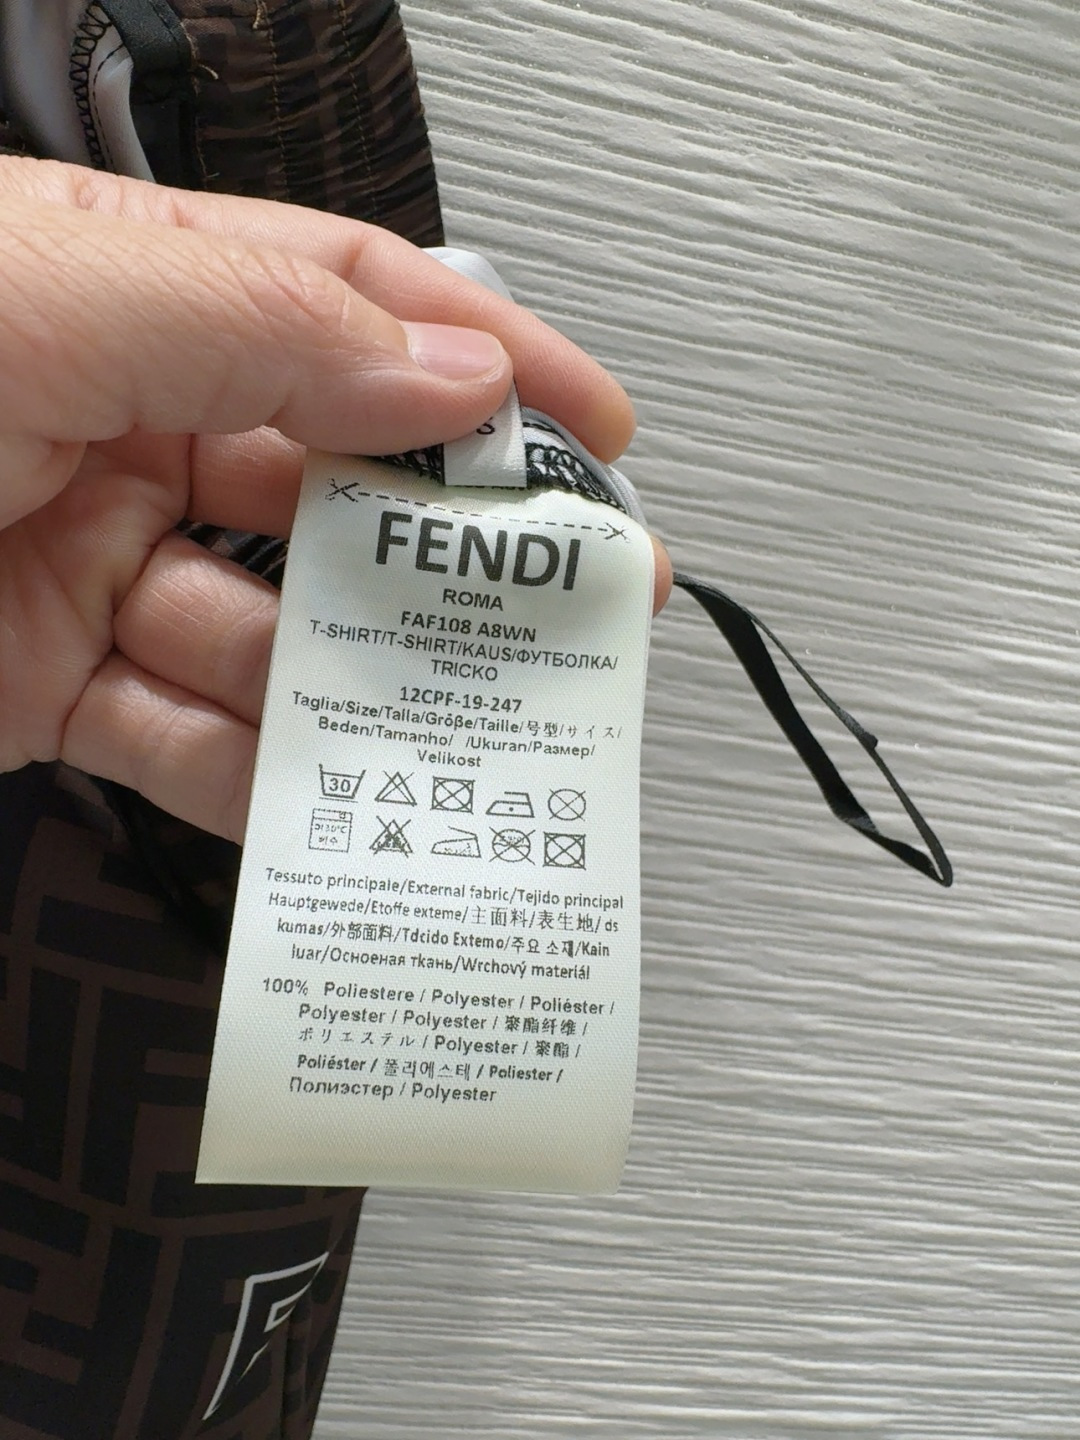 FENDI
ROMA
FAF108 A8WN
T-SHIRT/T-SHIRT/KAUS/ФУТБОЛКА/
TRICKO
12CPF-19-247
Taglia/Size/Talla/Größe/Taille/号型/サイス/
Beden/Tamanho/ /Ukuran/Размер/
Velikost
30
Tessuto principale/External fabric/Tejido principal
Hauptgewede/Etoffe exteme/主面料/表生地/ds
kumas/外部面料/Tdcido Extemo/주요 소재/Kain
luar/Осноеная ткань/Wrchový materiál
100% Poliestere / Polyester / Poliéster /
Polyester / Polyester / 聚酯纤维 /
ポリエステル / Polyester / 聚酯 /
Poliéster / 폴리에스테 / Poliester /
Полиэстер / Polyester